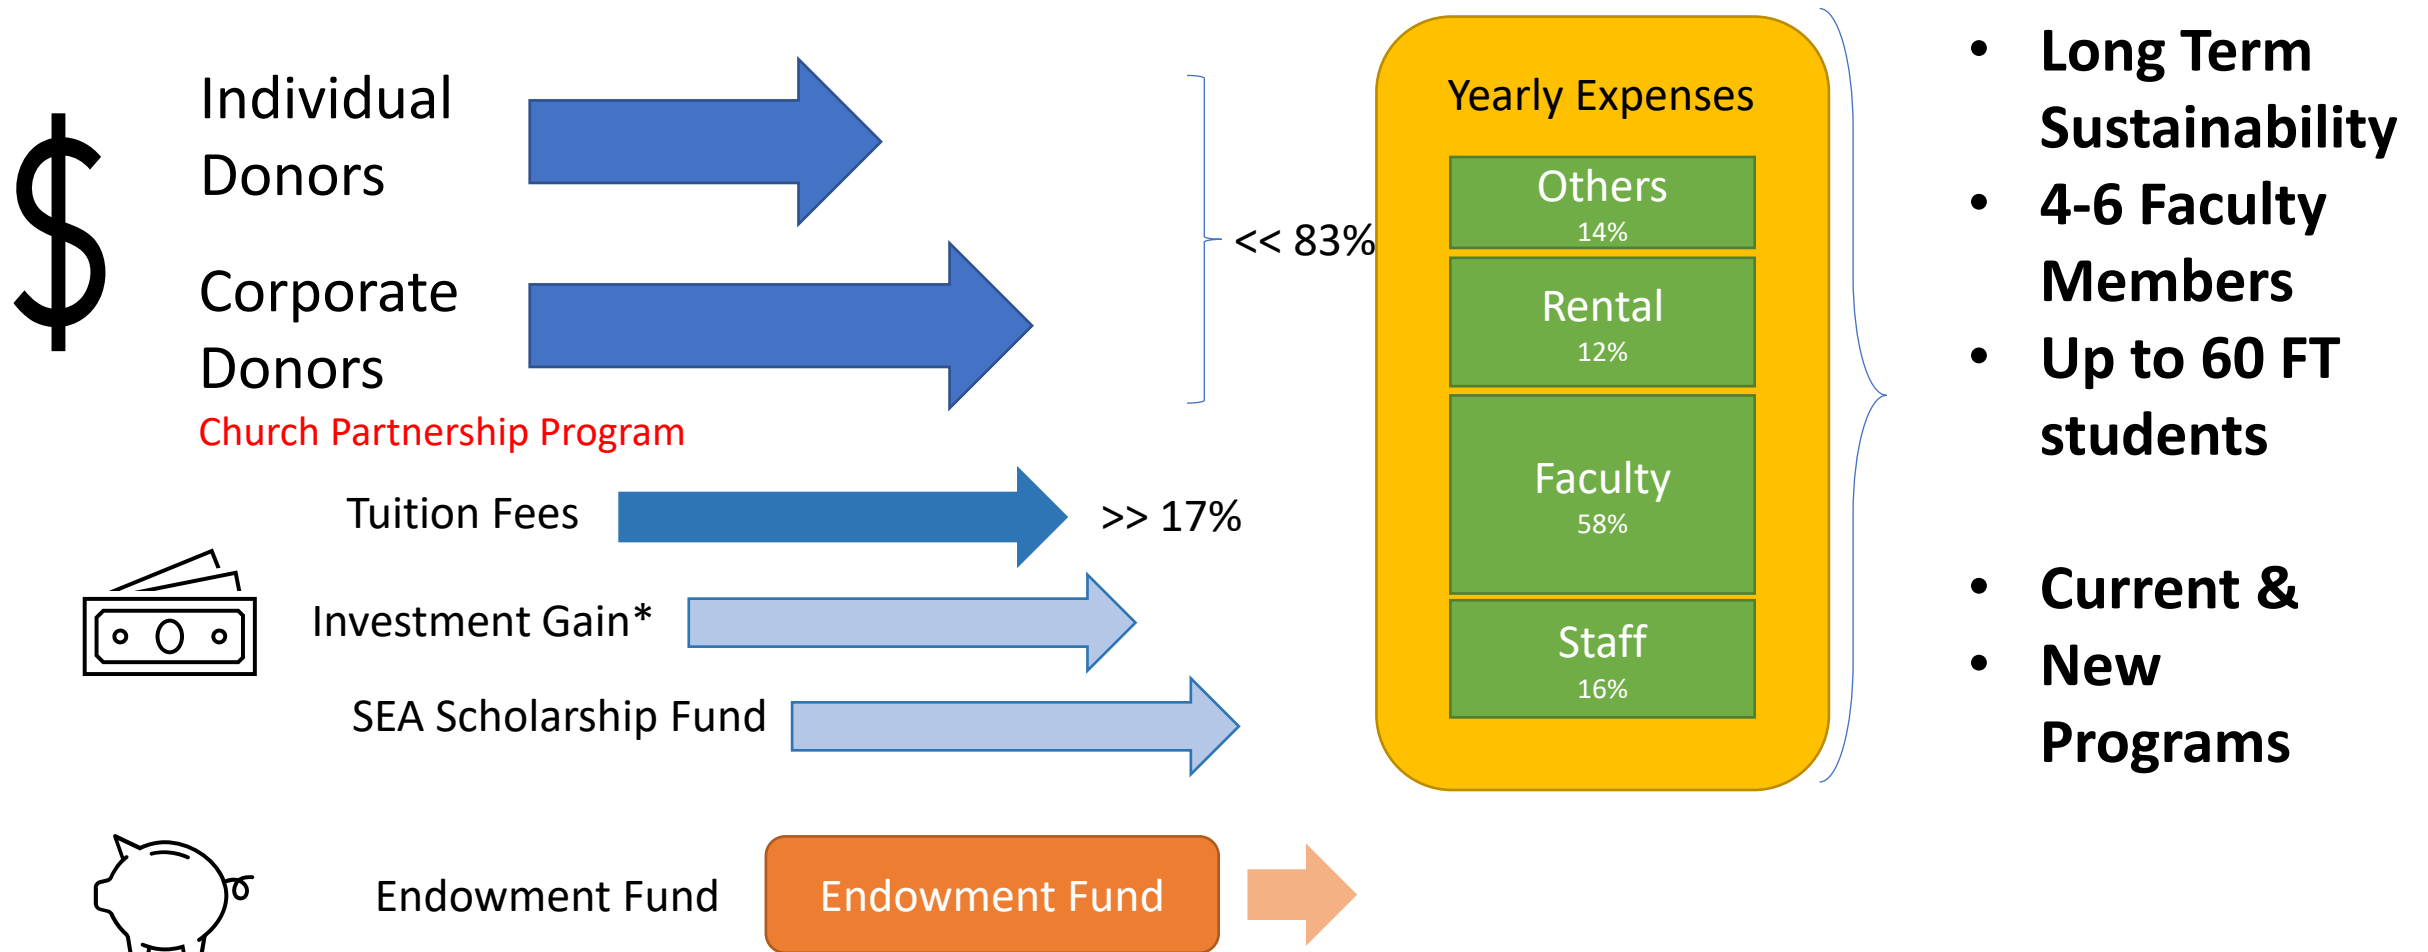 Individual
Donors
Corporate
Donors
Church Partnership Program
<< 83%
Tuition Fees
>> 17%
Investment Gain*
SEA Scholarship Fund
Endowment Fund
Endowment Fund
Yearly Expenses
Others
14%
Rental
12%
Faculty
58%
Staff
16%
• Long Term
Sustainability
• 4-6 Faculty
Members
• Up to 60 FT
students
• Current &
• New
Programs